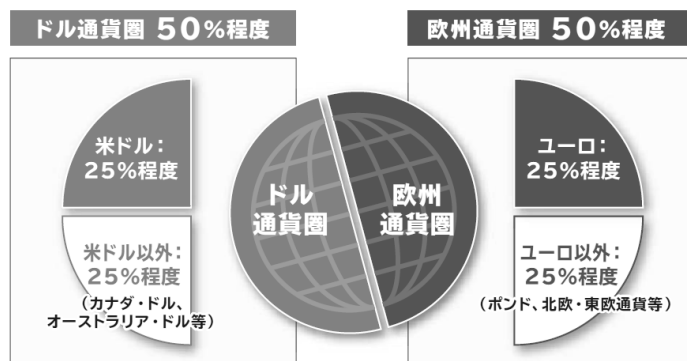 ドル通貨圏 50%程度
米ドル：
25%程度
米ドル以外：
25%程度
（カナダ・ドル、
オーストラリア・ドル等）
ドル
通貨圏
欧州
通貨圏
欧州通貨圏 50%程度
ユーロ：
25%程度
ユーロ以外：
25%程度
（ポンド、北欧・東欧通貨等）